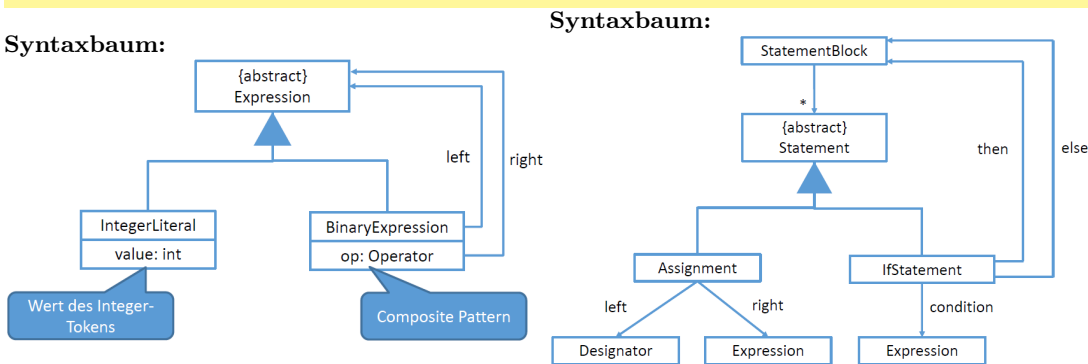 Syntaxbaum:
{abstract}
Expression
left
right
IntegerLiteral
value: int
BinaryExpression
op: Operator
Wert des Integer-
Tokens
Composite Pattern
Syntaxbaum:
StatementBlock
*
{abstract}
Statement
then
else
Assignment
IfStatement
left
right
condition
Designator
Expression
Expression